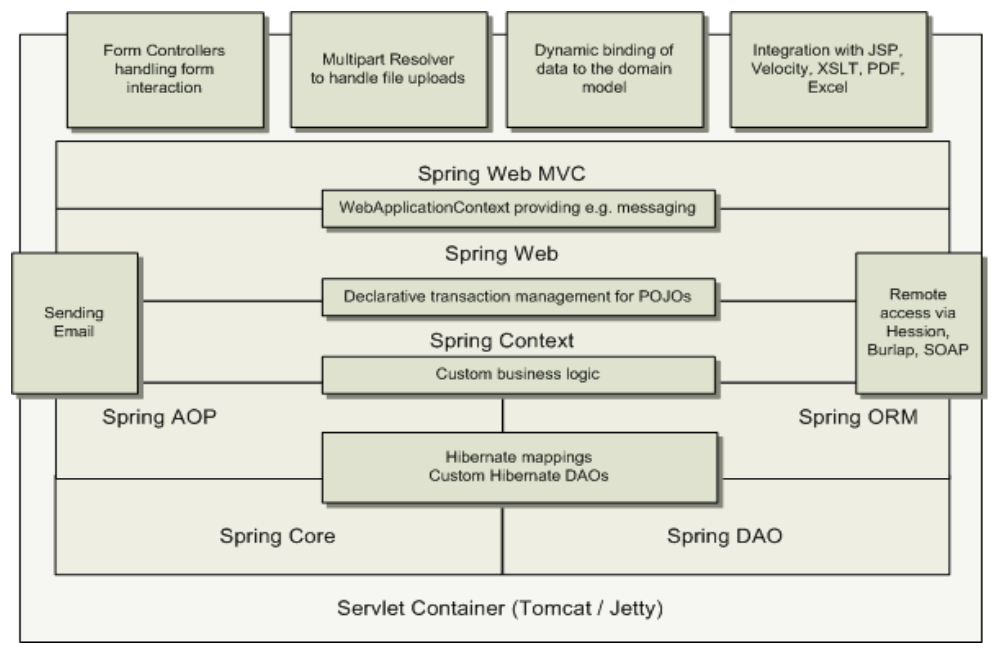 Form Controllers
handling form
interaction
Multipart Resolver
to handle file uploads
Dynamic binding of
data to the domain
model
Integration with JSP,
Velocity, XSLT, PDF,
Excel
Spring Web MVC
WebApplicationContext providing e.g. messaging
Spring Web
Sending
Email
Declarative transaction management for POJOs
Remote
access via
Hession,
Burlap, SOAP
Spring Context
Custom business logic
Spring AOP
Spring ORM
Hibernate mappings
Custom Hibernate DAOs
Spring Core
Spring DAO
Servlet Container (Tomcat / Jetty)